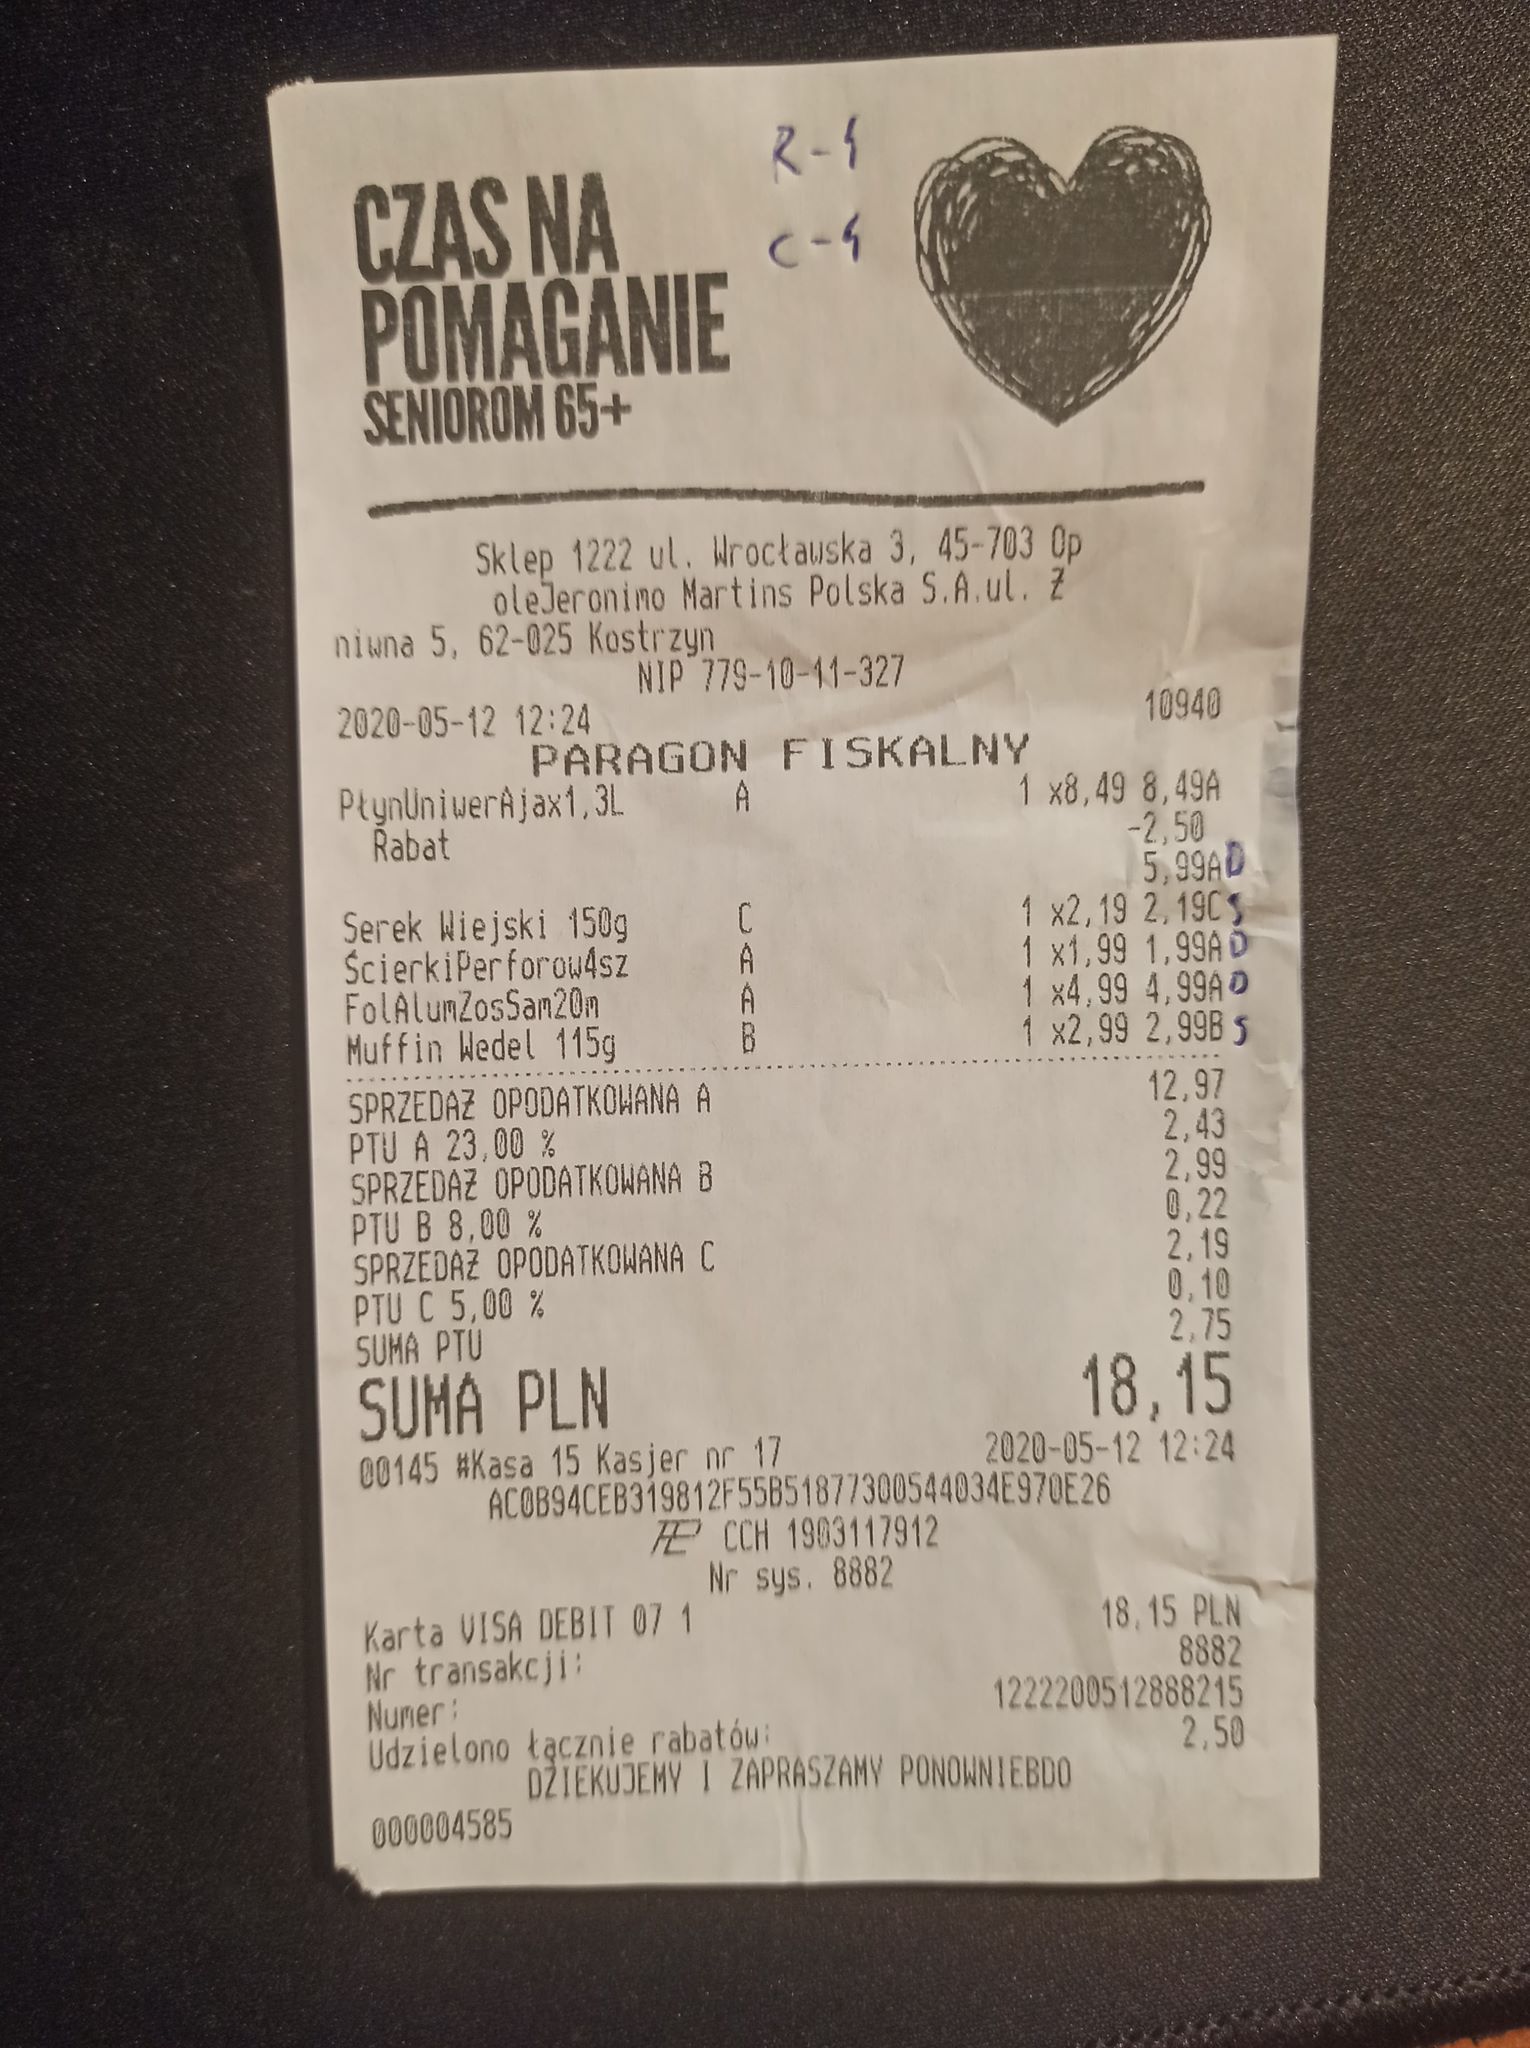 R-1
C-1
CZAS NA
POMAGANIE
SENIOROM 65+
Sklep 1222 ul. Wrocławska 3, 45-703 Op
oleJeronimo Martins Polska S.A.ul. Ż
niwna 5, 62-025 Kostrzyn
NIP 779-10-11-327
2020-05-12 12:24 10940
PARAGON FISKALNY
PłynUniwerAjax1,3L A 1 x8,49 8,49A
Rabat -2,50
5,99A D
Serek Wiejski 150g C 1 x2,19 2,19C S
ŚcierkiPerforow4sz A 1 x1,99 1,99A D
FolAlumZosSam20m A 1 x4,99 4,99A D
Muffin Wedel 115g B 1 x2,99 2,99B S
SPRZEDAŻ OPODATKOWANA A 12,97
PTU A 23,00 % 2,43
SPRZEDAŻ OPODATKOWANA B 2,99
PTU B 8,00 % 0,22
SPRZEDAŻ OPODATKOWANA C 2,19
PTU C 5,00 % 0,10
SUMA PTU 2,75
SUMA PLN 18,15
00145 #Kasa 15 Kasjer nr 17 2020-05-12 12:24
AC0B94CEB319812F55B51877300544034E970E26
CCH 1903117912
Nr sys. 8882
Karta VISA DEBIT 07 1 18,15 PLN
Nr transakcji: 8882
Numer: 1222200512888215
Udzielono łącznie rabatów: 2,50
DZIĘKUJEMY I ZAPRASZAMY PONOWNIEBDO
000004585